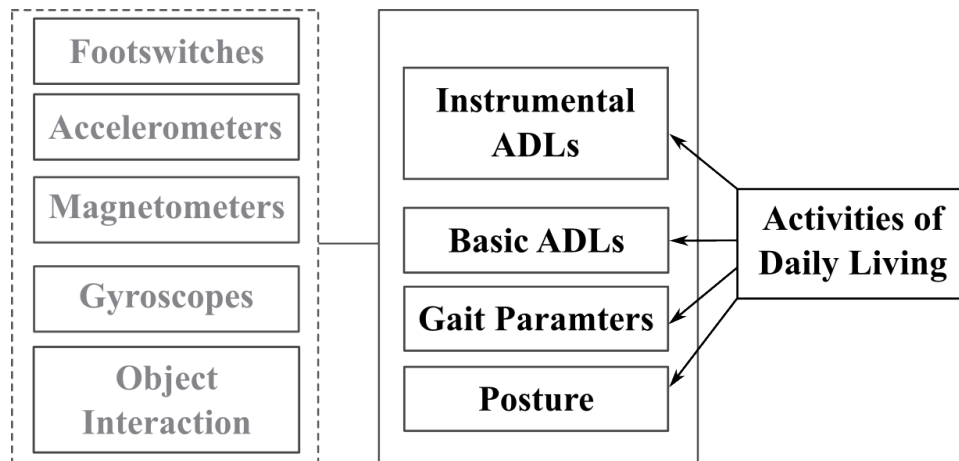 Footswitches
Accelerometers
Magnetometers
Gyroscopes
Object
Interaction
Instrumental
ADLs
Basic ADLs
Gait Paramters
Posture
Activities of
Daily Living